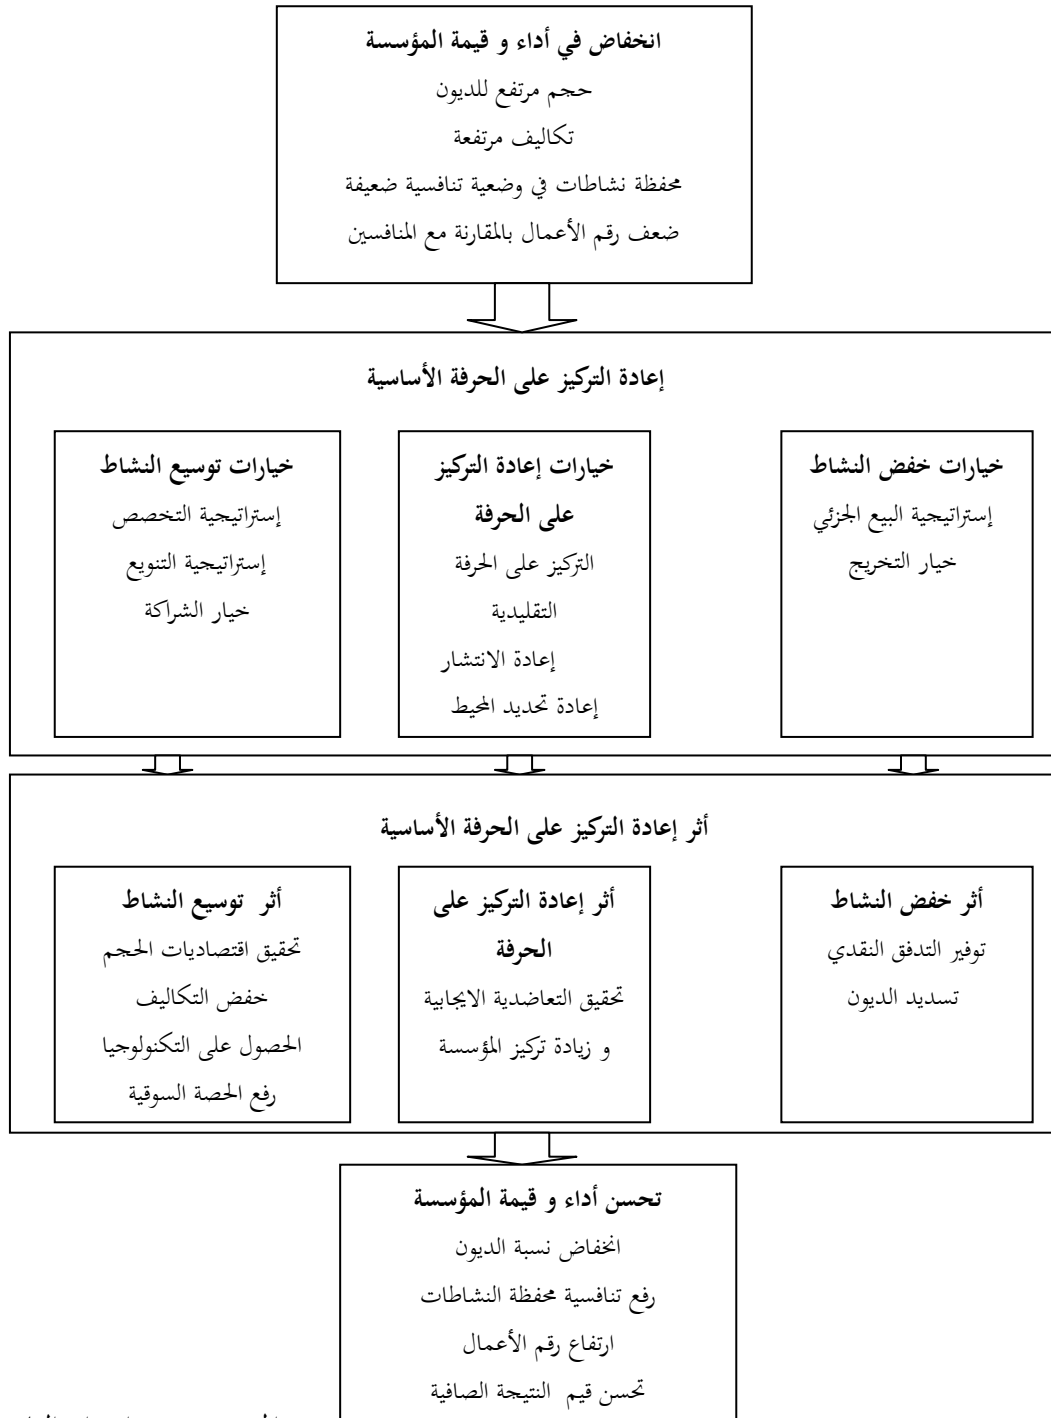 انخفاض في أداء و قيمة المؤسسة
حجم مرتفع للديون
تكاليف مرتفعة
محفظة نشاطات في وضعية تنافسية ضعيفة
ضعف رقم الأعمال بالمقارنة مع المنافسين
إعادة التركيز على الحرفة الأساسية
خيارات خفض النشاط
إستراتيجية البيع الجزئي
خيار التخريج
خيارات إعادة التركيز
على الحرفة
التركيز على الحرفة
التقليدية
إعادة الانتشار
إعادة تحديد المحيط
خيارات توسيع النشاط
إستراتيجية التخصص
إستراتيجية التنويع
خيار الشراكة
أثر إعادة التركيز على الحرفة الأساسية
أثر خفض النشاط
توفير التدفق النقدي
تسديد الديون
أثر إعادة التركيز على
الحرفة
تحقيق التعاضدية الايجابية
و زيادة تركيز المؤسسة
أثر توسيع النشاط
تحقيق اقتصاديات الحجم
خفض التكاليف
الحصول على التكنولوجيا
رفع الحصة السوقية
تحسن أداء و قيمة المؤسسة
انخفاض نسبة الديون
رفع تنافسية محفظة النشاطات
ارتفاع رقم الأعمال
تحسن قيم النتيجة الصافية